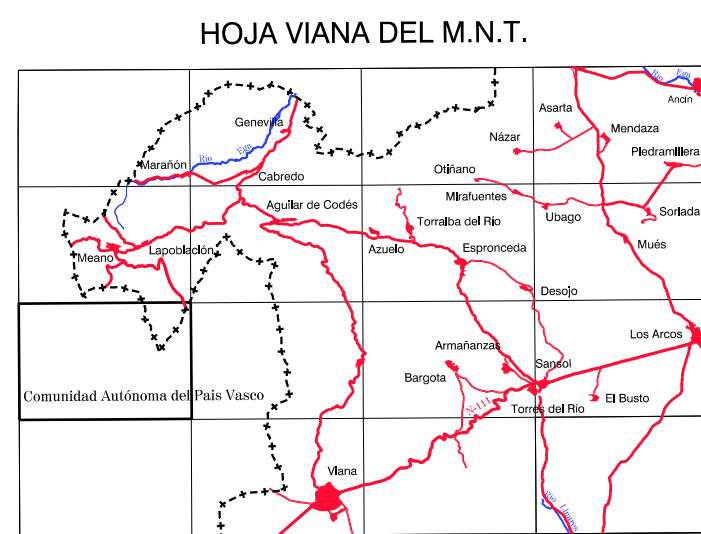 HOJA VIANA DEL M.N.T.
Río Ega
Ancín
Asarta
Genevilla
Mendaza
Názar
Río Ega
Piedramillera
Marañón
Otiñano
Cabredo
Mirafuentes
Aguilar de Codés
Sorlada
Ubago
Torralba del Río
Mués
Azuelo
Espronceda
Lapoblación
Meano
Desojo
Los Arcos
Armañanzas
Sansol
Bargota
Comunidad Autónoma del Pais Vasco
El Busto
N-111
Torres del Río
Viana
Río Linares